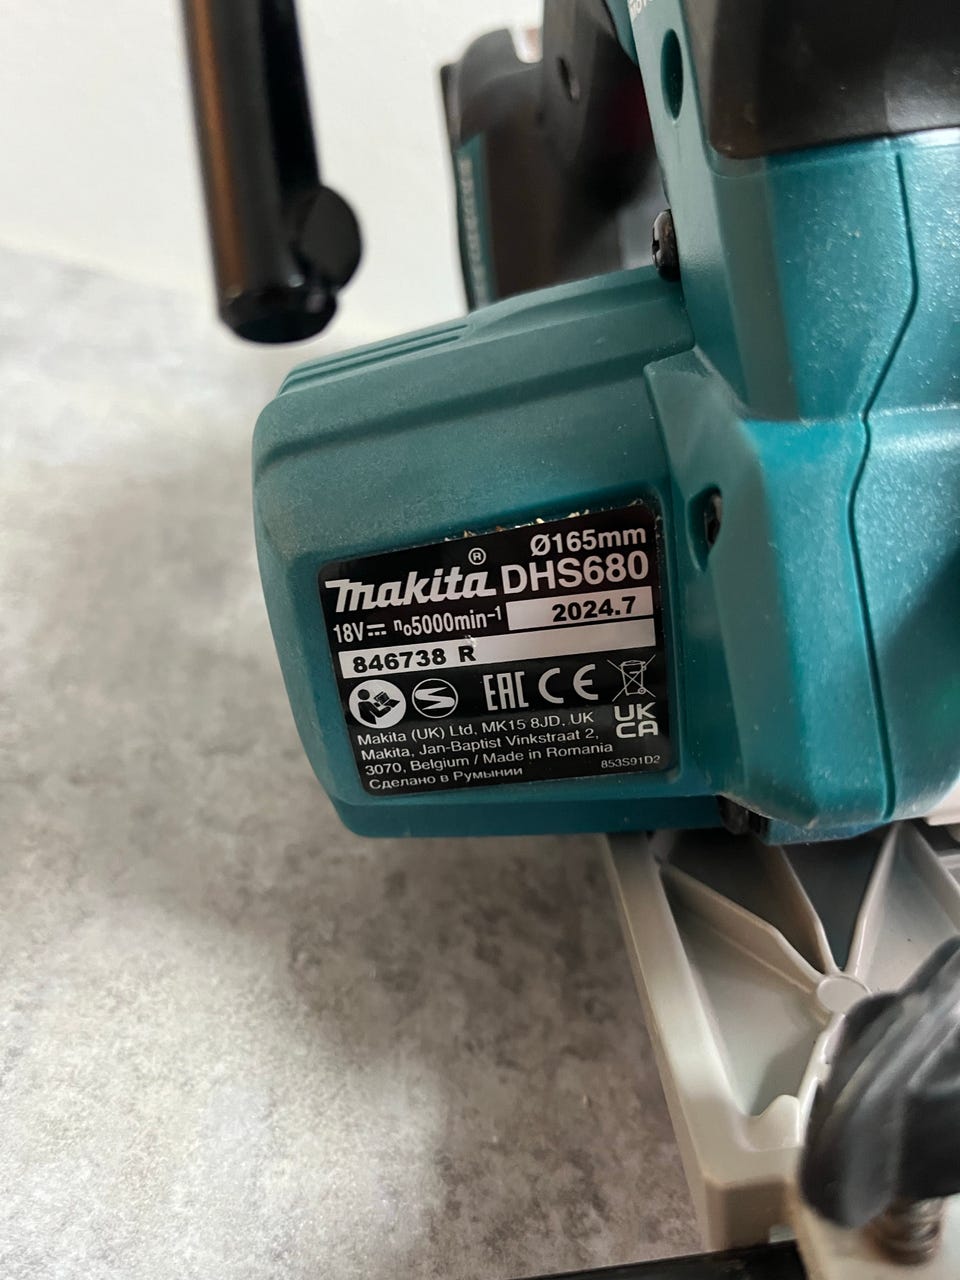 Ø165mm
makita® DHS680
18V⎓ n₀5000min⁻¹ 2024.7
846738 R
EAC CE
UK
CA
Makita (UK) Ltd, MK15 8JD, UK
Makita, Jan-Baptist Vinkstraat 2,
3070, Belgium / Made in Romania
Сделано в Румынии
853S91D2